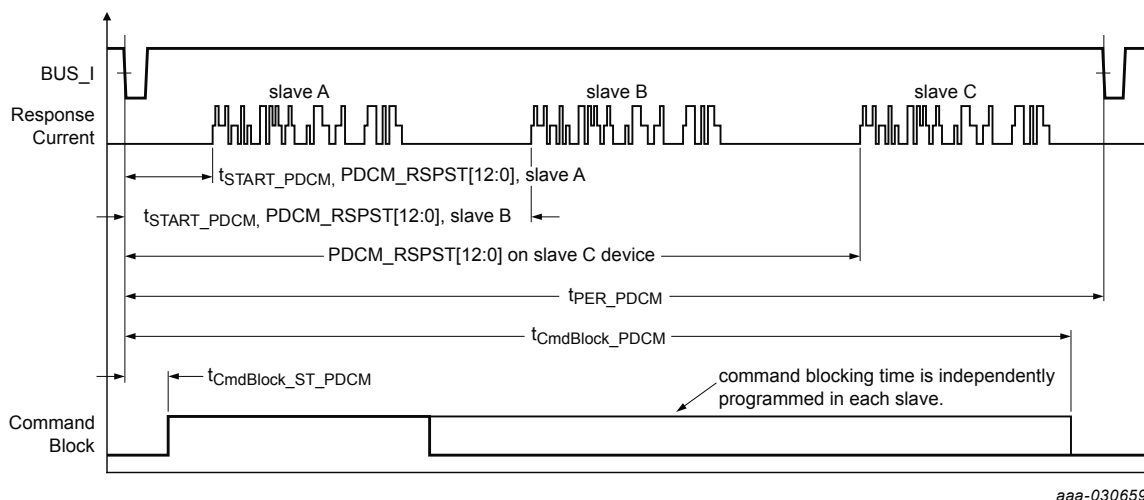 BUS_I
Response
Current
slave A
slave B
slave C
tSTART_PDCM, PDCM_RSPST[12:0], slave A
tSTART_PDCM, PDCM_RSPST[12:0], slave B
PDCM_RSPST[12:0] on slave C device
tPER_PDCM
tCmdBlock_PDCM
tCmdBlock_ST_PDCM
command blocking time is independently
programmed in each slave.
Command
Block
aaa-030659